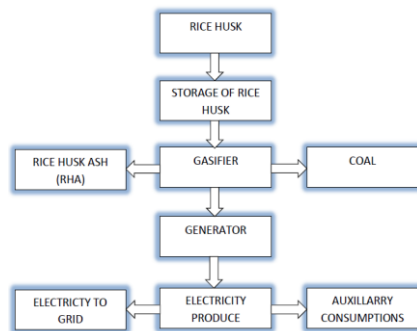 RICE HUSK
STORAGE OF RICE
HUSK
RICE HUSK ASH
(RHA)
GASIFIER
COAL
GENERATOR
ELECTRICTY TO
GRID
ELECTRICITY
PRODUCE
AUXILLARRY
CONSUMPTIONS